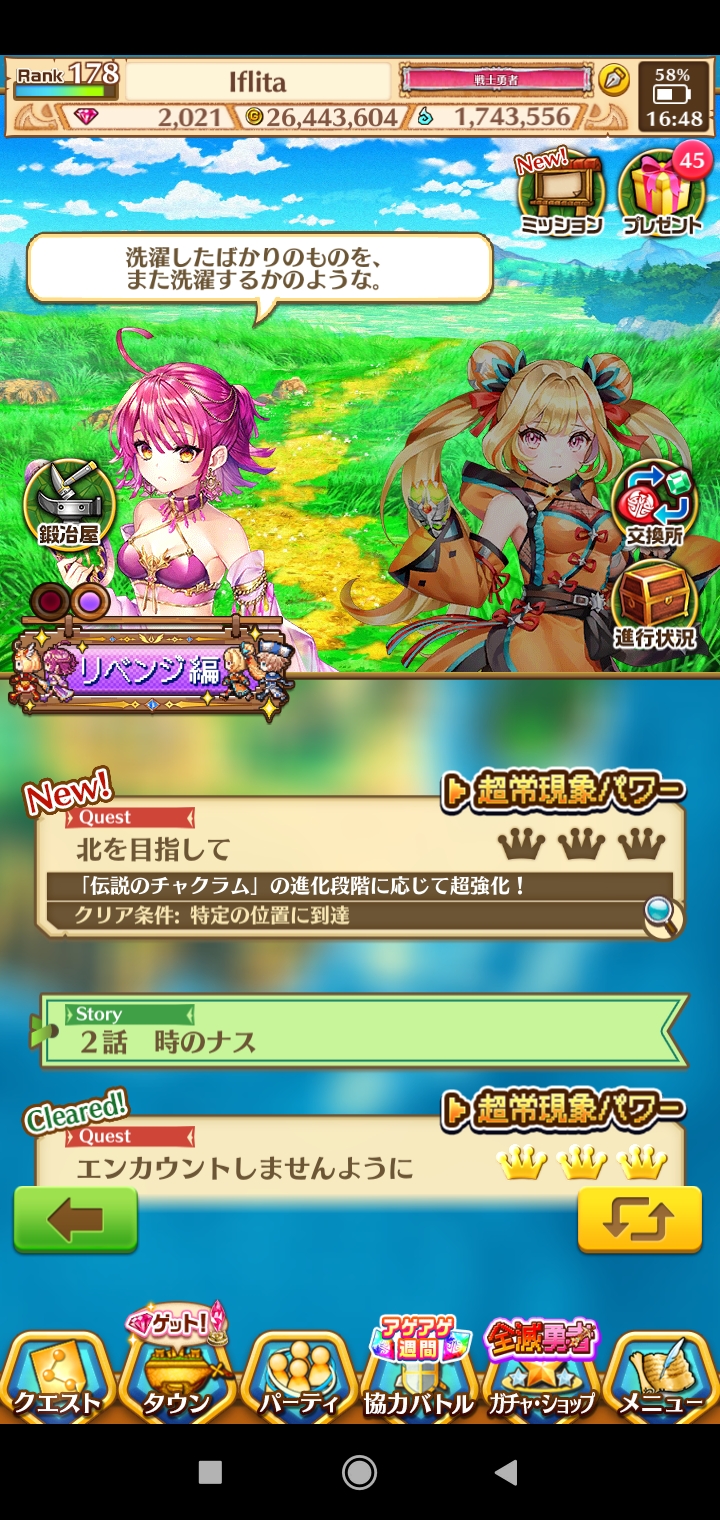 Rank 178
Iflita
戦士勇者
58%
2,021
26,443,604
1,743,556
16:48
New!
ミッション
45
プレゼント
洗濯したばかりのものを、
また洗濯するかのような。
鍛冶屋
交換所
進行状況
リベンジ編
New!
超常現象パワー
Quest
北を目指して
「伝説のチャクラム」の進化段階に応じて超強化！
クリア条件: 特定の位置に到達
Story
２話　時のナス
Cleared!
超常現象パワー
Quest
エンカウントしませんように
ゲット!
アゲアゲ
週間
全滅勇者
クエスト
タウン
パーティ
協力バトル
ガチャ・ショップ
メニュー